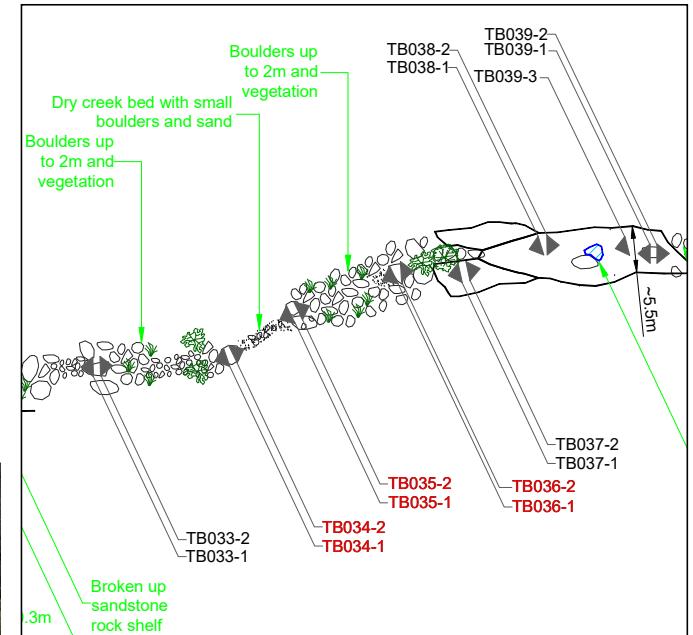 TB039-2
TB038-2
TB039-1
TB038-1
TB039-3
Boulders up
to 2m and
vegetation
Dry creek bed with small
boulders and sand
Boulders up
to 2m and
vegetation
~5.5m
TB037-2
TB037-1
TB035-2
TB035-1
TB036-2
TB036-1
TB034-2
TB034-1
TB033-2
TB033-1
Broken up
sandstone
rock shelf
.3m